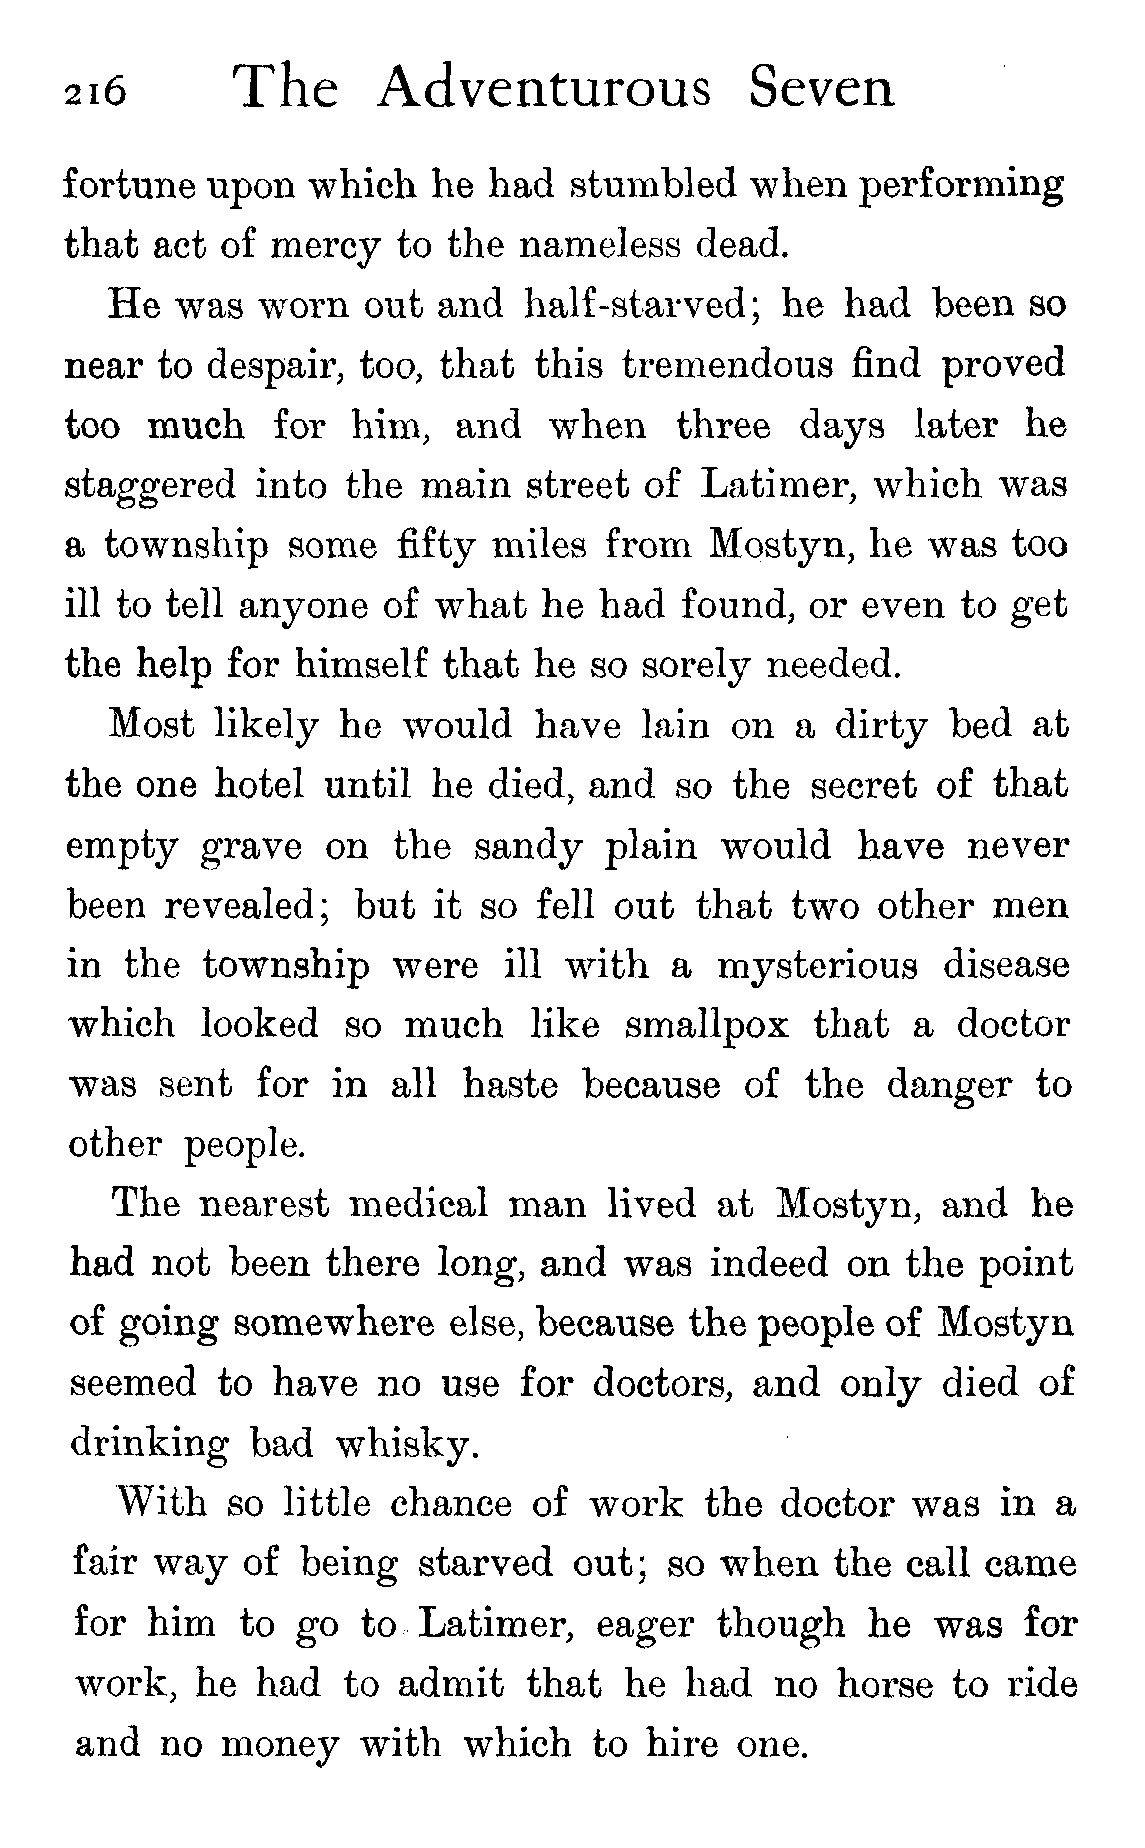 216 The Adventurous Seven
fortune upon which he had stumbled when performing
that act of mercy to the nameless dead.
He was worn out and half-starved; he had been so
near to despair, too, that this tremendous find proved
too much for him, and when three days later he
staggered into the main street of Latimer, which was
a township some fifty miles from Mostyn, he was too
ill to tell anyone of what he had found, or even to get
the help for himself that he so sorely needed.
Most likely he would have lain on a dirty bed at
the one hotel until he died, and so the secret of that
empty grave on the sandy plain would have never
been revealed; but it so fell out that two other men
in the township were ill with a mysterious disease
which looked so much like smallpox that a doctor
was sent for in all haste because of the danger to
other people.
The nearest medical man lived at Mostyn, and he
had not been there long, and was indeed on the point
of going somewhere else, because the people of Mostyn
seemed to have no use for doctors, and only died of
drinking bad whisky.
With so little chance of work the doctor was in a
fair way of being starved out; so when the call came
for him to go to Latimer, eager though he was for
work, he had to admit that he had no horse to ride
and no money with which to hire one.